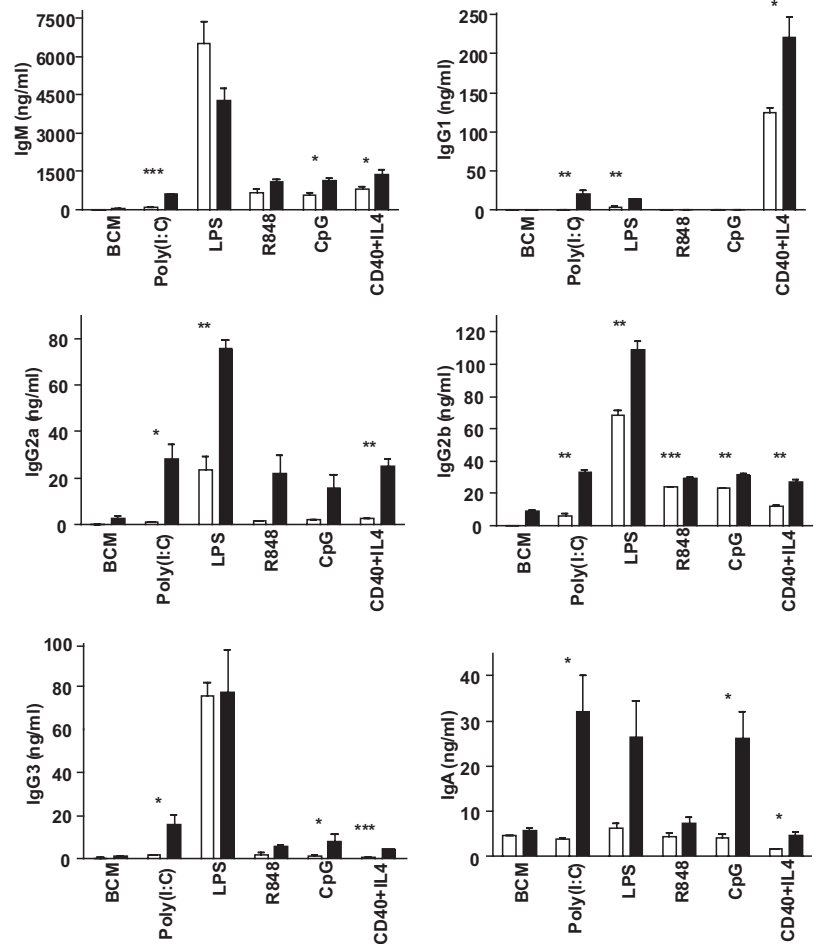 IgM (ng/ml)
7500
6000
4500
3000
1500
0
***
*
*
BCM
Poly(I:C)
LPS
R848
CpG
CD40+IL4
IgG1 (ng/ml)
250
200
150
100
50
0
**
**
*
BCM
Poly(I:C)
LPS
R848
CpG
CD40+IL4
IgG2a (ng/ml)
80
60
40
20
0
*
**
**
BCM
Poly(I:C)
LPS
R848
CpG
CD40+IL4
IgG2b (ng/ml)
120
100
80
60
40
20
0
**
**
***
**
**
BCM
Poly(I:C)
LPS
R848
CpG
CD40+IL4
IgG3 (ng/ml)
100
80
60
40
20
0
*
*
***
BCM
Poly(I:C)
LPS
R848
CpG
CD40+IL4
IgA (ng/ml)
40
30
20
10
0
*
*
*
BCM
Poly(I:C)
LPS
R848
CpG
CD40+IL4